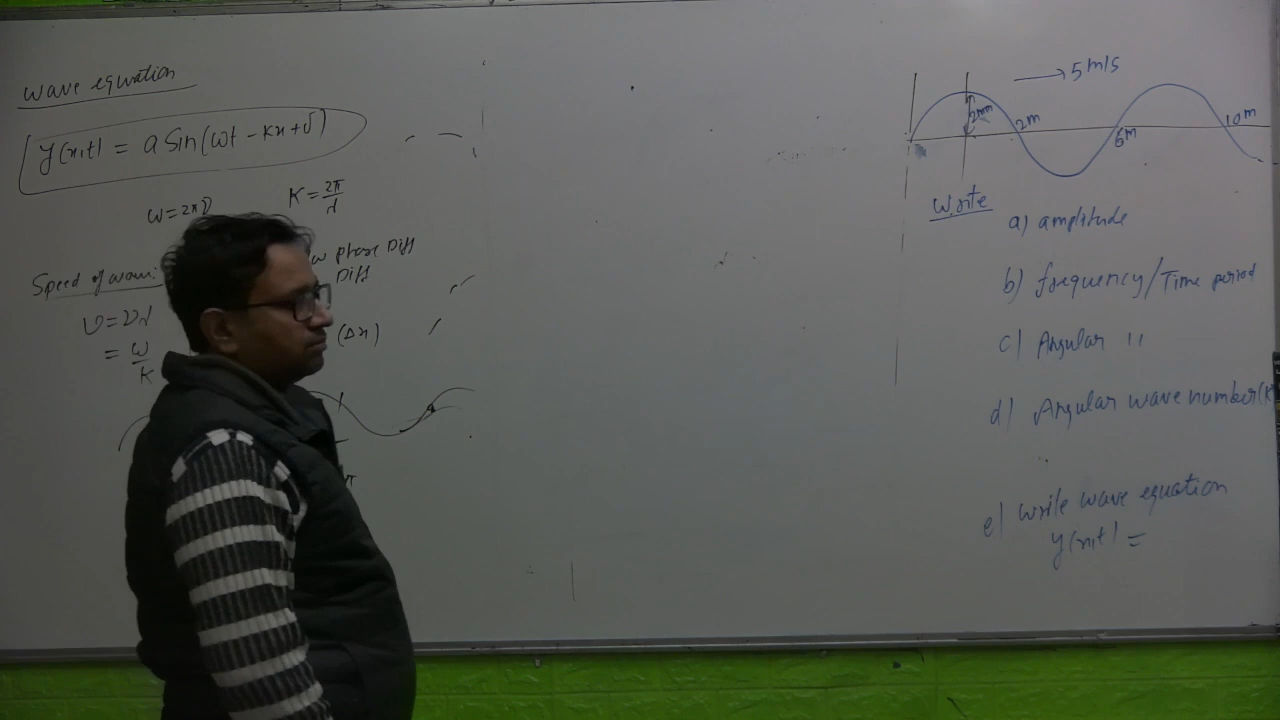 wave equation
y(x,t) = a Sin(ωt - kx + δ)
ω = 2πν
K = 2π/λ
Speed of wave:
phase Diff
Diff
v = νλ
= ω/K
(Δx)
π
→ 5 m/s
2mm
2m
6m
10m
Write
a) amplitude
b) frequency/Time period
c) Angular ''
d) Angular wave number(K
e) write wave equation
y(x,t) =